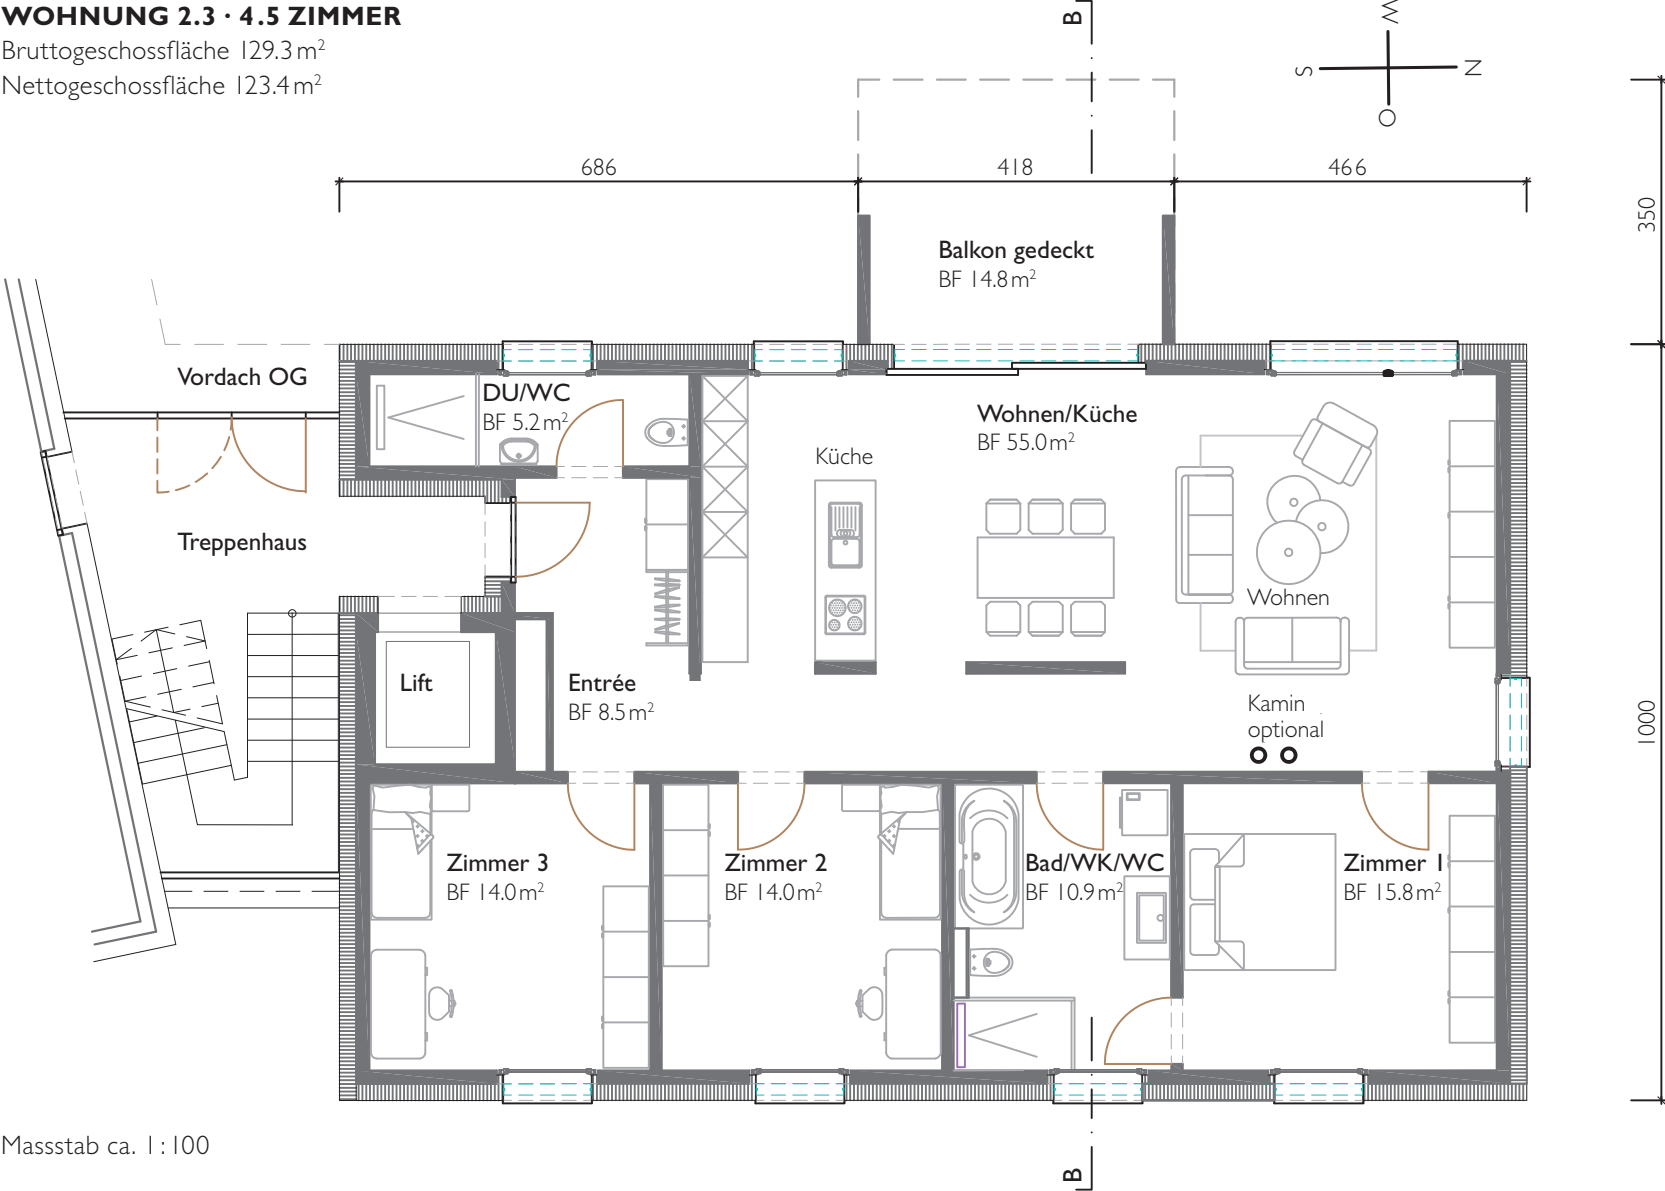 WOHNUNG 2.3 · 4.5 ZIMMER
Bruttogeschossfläche 129.3 m²
Nettogeschossfläche 123.4 m²
B
W
S
N
O
686
418
466
350
Balkon gedeckt
BF 14.8 m²
Vordach OG
DU/WC
BF 5.2 m²
Wohnen/Küche
BF 55.0 m²
Küche
Treppenhaus
Wohnen
Lift
Entrée
BF 8.5 m²
Kamin
optional
1000
Zimmer 3
BF 14.0 m²
Zimmer 2
BF 14.0 m²
Bad/WK/WC
BF 10.9 m²
Zimmer 1
BF 15.8 m²
Massstab ca. 1:100
B